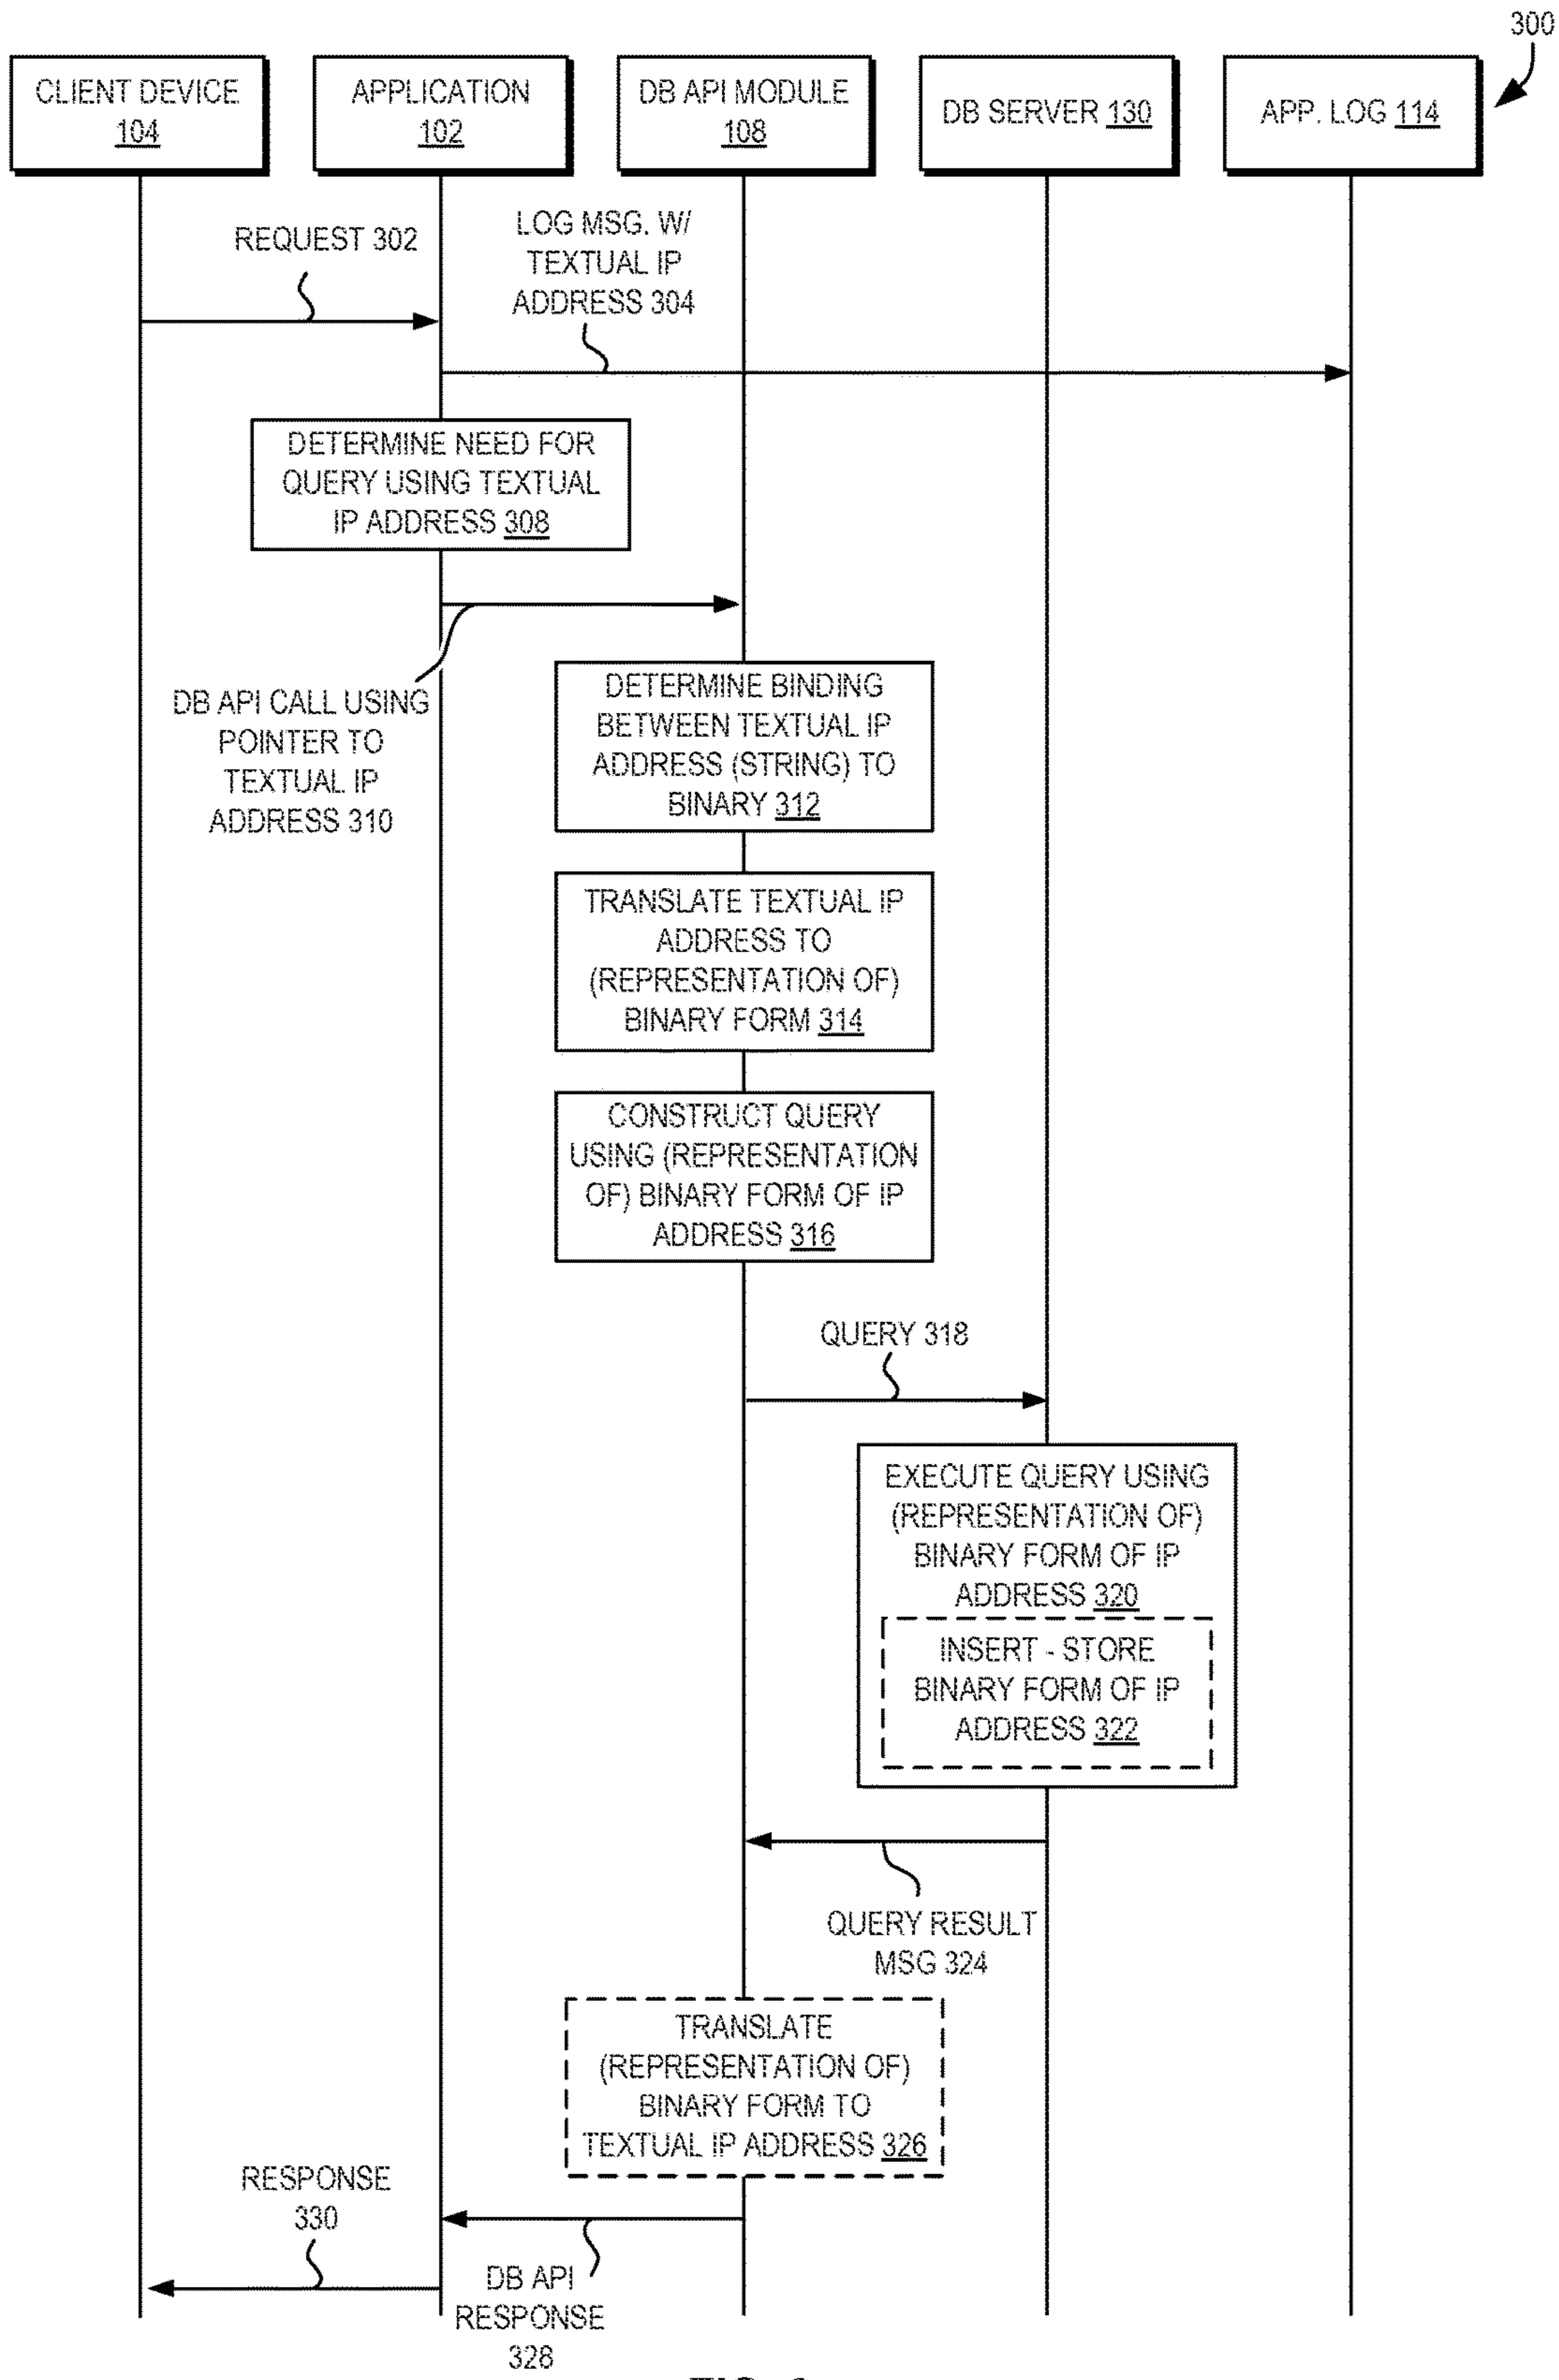 300
CLIENT DEVICE
104
APPLICATION
102
DB API MODULE
108
DB SERVER 130
APP. LOG 114
REQUEST 302
LOG MSG. W/
TEXTUAL IP
ADDRESS 304
DETERMINE NEED FOR
QUERY USING TEXTUAL
IP ADDRESS 308
DB API CALL USING
POINTER TO
TEXTUAL IP
ADDRESS 310
DETERMINE BINDING
BETWEEN TEXTUAL IP
ADDRESS (STRING) TO
BINARY 312
TRANSLATE TEXTUAL IP
ADDRESS TO
(REPRESENTATION OF)
BINARY FORM 314
CONSTRUCT QUERY
USING (REPRESENTATION
OF) BINARY FORM OF IP
ADDRESS 316
QUERY 318
EXECUTE QUERY USING
(REPRESENTATION OF)
BINARY FORM OF IP
ADDRESS 320
INSERT - STORE
BINARY FORM OF IP
ADDRESS 322
QUERY RESULT
MSG 324
TRANSLATE
(REPRESENTATION OF)
BINARY FORM TO
TEXTUAL IP ADDRESS 326
RESPONSE
330
DB API
RESPONSE
328